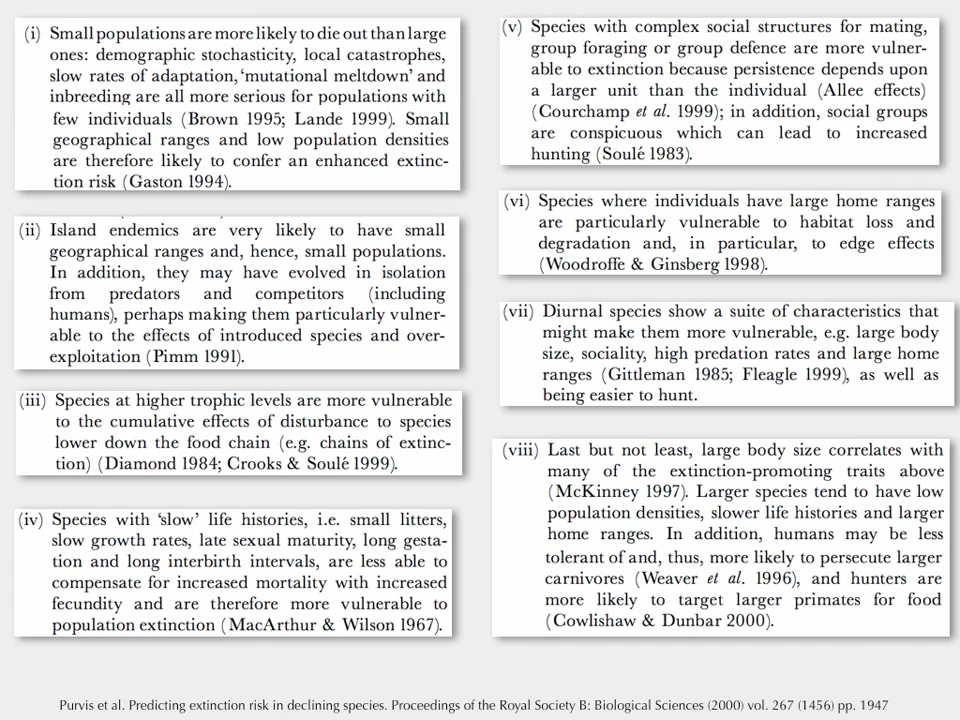 (i) Small populations are more likely to die out than large
ones: demographic stochasticity, local catastrophes,
slow rates of adaptation, 'mutational meltdown' and
inbreeding are all more serious for populations with
few individuals (Brown 1995; Lande 1999). Small
geographical ranges and low population densities
are therefore likely to confer an enhanced extinc-
tion risk (Gaston 1994).
(ii) Island endemics are very likely to have small
geographical ranges and, hence, small populations.
In addition, they may have evolved in isolation
from predators and competitors (including
humans), perhaps making them particularly vulner-
able to the effects of introduced species and over-
exploitation (Pimm 1991).
(iii) Species at higher trophic levels are more vulnerable
to the cumulative effects of disturbance to species
lower down the food chain (e.g. chains of extinc-
tion) (Diamond 1984; Crooks & Soulé 1999).
(iv) Species with 'slow' life histories, i.e. small litters,
slow growth rates, late sexual maturity, long gesta-
tion and long interbirth intervals, are less able to
compensate for increased mortality with increased
fecundity and are therefore more vulnerable to
population extinction (MacArthur & Wilson 1967).
(v) Species with complex social structures for mating,
group foraging or group defence are more vulner-
able to extinction because persistence depends upon
a larger unit than the individual (Allee effects)
(Courchamp et al. 1999); in addition, social groups
are conspicuous which can lead to increased
hunting (Soulé 1983).
(vi) Species where individuals have large home ranges
are particularly vulnerable to habitat loss and
degradation and, in particular, to edge effects
(Woodroffe & Ginsberg 1998).
(vii) Diurnal species show a suite of characteristics that
might make them more vulnerable, e.g. large body
size, sociality, high predation rates and large home
ranges (Gittleman 1985; Fleagle 1999), as well as
being easier to hunt.
(viii) Last but not least, large body size correlates with
many of the extinction-promoting traits above
(McKinney 1997). Larger species tend to have low
population densities, slower life histories and larger
home ranges. In addition, humans may be less
tolerant of and, thus, more likely to persecute larger
carnivores (Weaver et al. 1996), and hunters are
more likely to target larger primates for food
(Cowlishaw & Dunbar 2000).
Purvis et al. Predicting extinction risk in declining species. Proceedings of the Royal Society B: Biological Sciences (2000) vol. 267 (1456) pp. 1947